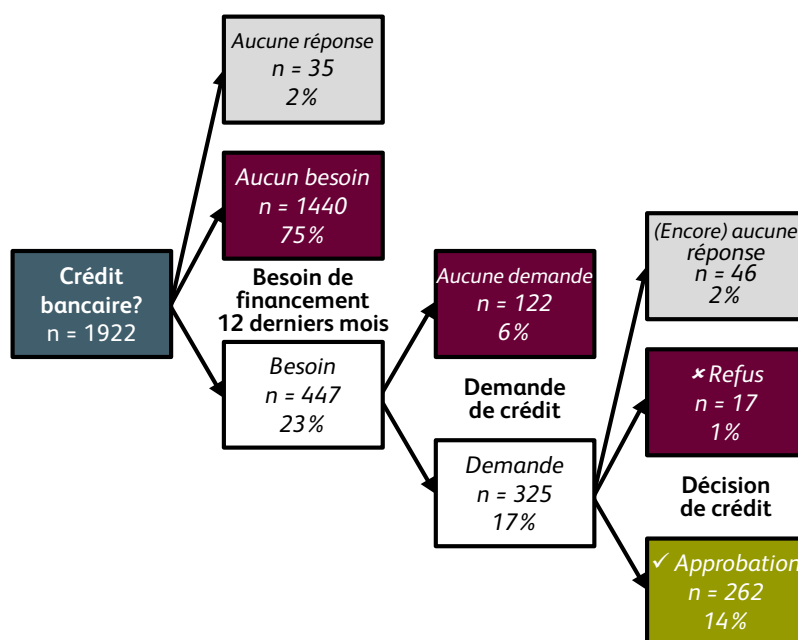 Aucune réponse
n = 35
2%
Aucun besoin
n = 1440
75%
Crédit
bancaire?
n = 1922
Besoin de
financement
12 derniers mois
Besoin
n = 447
23%
Aucune demande
n = 122
6%
Demande
de crédit
Demande
n = 325
17%
(Encore) aucune
réponse
n = 46
2%
✗ Refus
n = 17
1%
Décision
de crédit
✓ Approbation
n = 262
14%